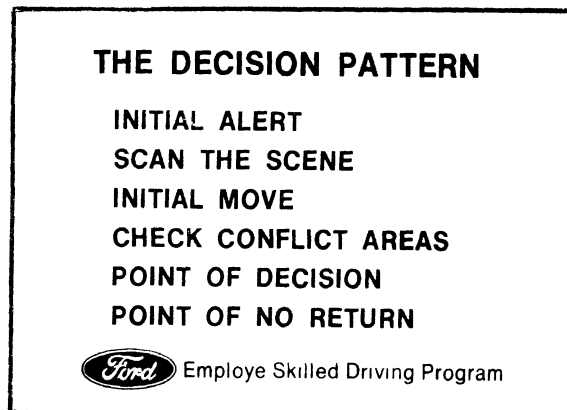 THE DECISION PATTERN
INITIAL ALERT
SCAN THE SCENE
INITIAL MOVE
CHECK CONFLICT AREAS
POINT OF DECISION
POINT OF NO RETURN
Ford Employe Skilled Driving Program